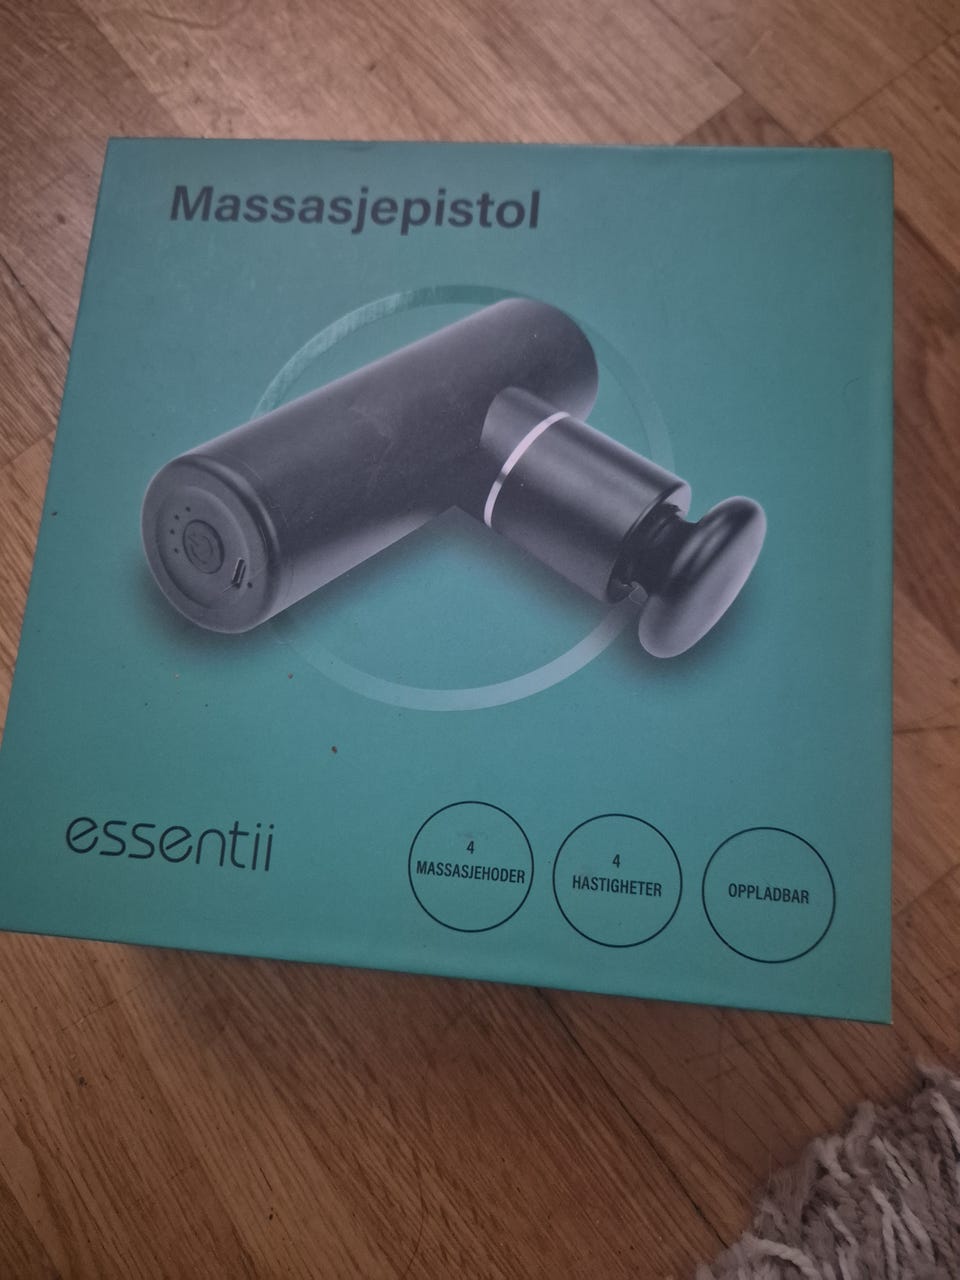 Massasjepistol
essentii
4
MASSASJEHODER
4
HASTIGHETER
OPPLADBAR